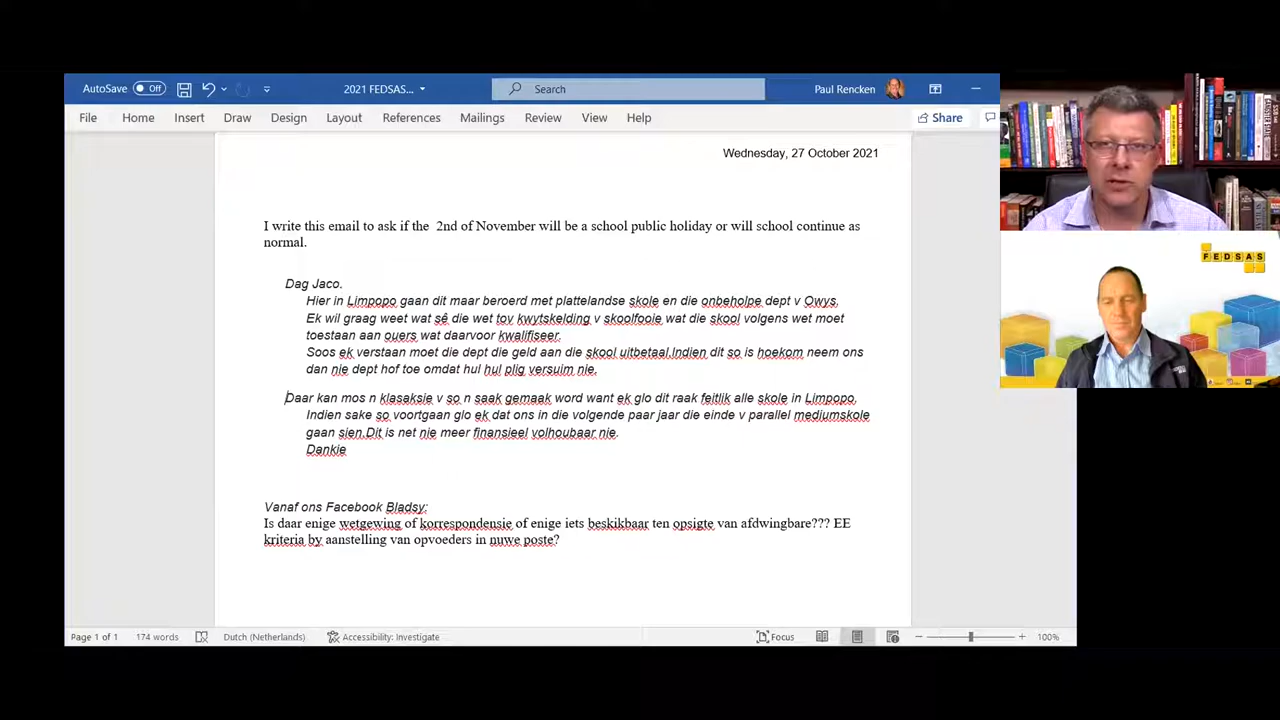 AutoSave Off
2021 FEDSAS...
Search
Paul Rencken
File Home Insert Draw Design Layout References Mailings Review View Help
Share
Wednesday, 27 October 2021
I write this email to ask if the 2nd of November will be a school public holiday or will school continue as
normal.
Dag Jaco.
Hier in Limpopo gaan dit maar beroerd met plattelandse skole en die onbeholpe dept v Owys.
Ek wil graag weet wat sê die wet tov kwytskelding v skoolfooie wat die skool volgens wet moet
toestaan aan ouers wat daarvoor kwalifiseer.
Soos ek verstaan moet die dept die geld aan die skool uitbetaal.Indien dit so is hoekom neem ons
dan nie dept hof toe omdat hul hul plig versuim nie.
Daar kan mos n klasaksie v so n saak gemaak word want ek glo dit raak feitlik alle skole in Limpopo.
Indien sake so voortgaan glo ek dat ons in die volgende paar jaar die einde v parallel mediumskole
gaan sien.Dit is net nie meer finansieel volhoubaar nie.
Dankie
Vanaf ons Facebook Bladsy:
Is daar enige wetgewing of korrespondensie of enige iets beskikbaar ten opsigte van afdwingbare??? EE
kriteria by aanstelling van opvoeders in nuwe poste?
Page 1 of 1 174 words Dutch (Netherlands) Accessibility: Investigate Focus 100%
FEDSAS